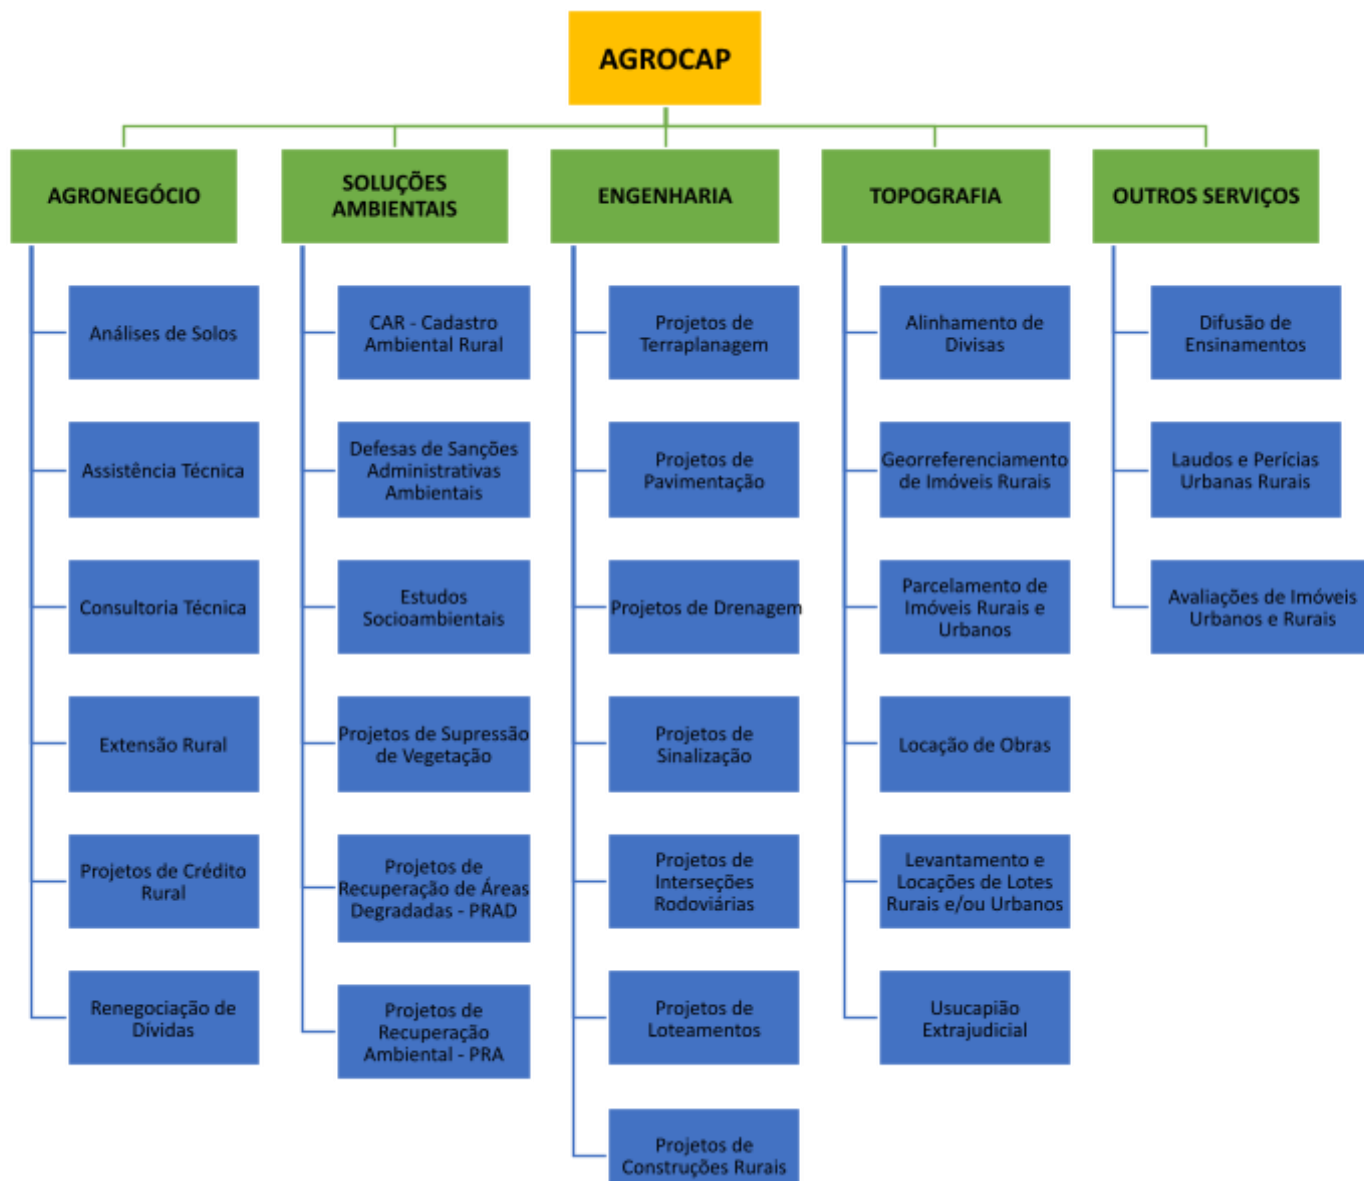 AGROCAP
AGRONEGÓCIO
Análises de Solos
Assistência Técnica
Consultoria Técnica
Extensão Rural
Projetos de Crédito
Rural
Renegociação de
Dívidas
SOLUÇÕES
AMBIENTAIS
CAR - Cadastro
Ambiental Rural
Defesas de Sanções
Administrativas
Ambientais
Estudos
Socioambientais
Projetos de Supressão
de Vegetação
Projetos de
Recuperação de Áreas
Degradadas - PRAD
Projetos de
Recuperação
Ambiental - PRA
ENGENHARIA
Projetos de
Terraplanagem
Projetos de
Pavimentação
Projetos de Drenagem
Projetos de
Sinalização
Projetos de
Interseções
Rodoviárias
Projetos de
Loteamentos
Projetos de
Construções Rurais
TOPOGRAFIA
Alinhamento de
Divisas
Georreferenciamento
de Imóveis Rurais
Parcelamento de
Imóveis Rurais e
Urbanos
Locação de Obras
Levantamento e
Locações de Lotes
Rurais e/ou Urbanos
Usucapião
Extrajudicial
OUTROS SERVIÇOS
Difusão de
Ensinamentos
Laudos e Perícias
Urbanas Rurais
Avaliações de Imóveis
Urbanos e Rurais